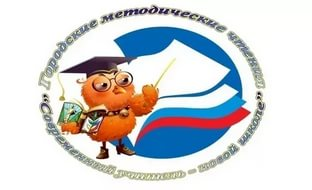 Городские методические чтения
«Современный учитель – новой школе»